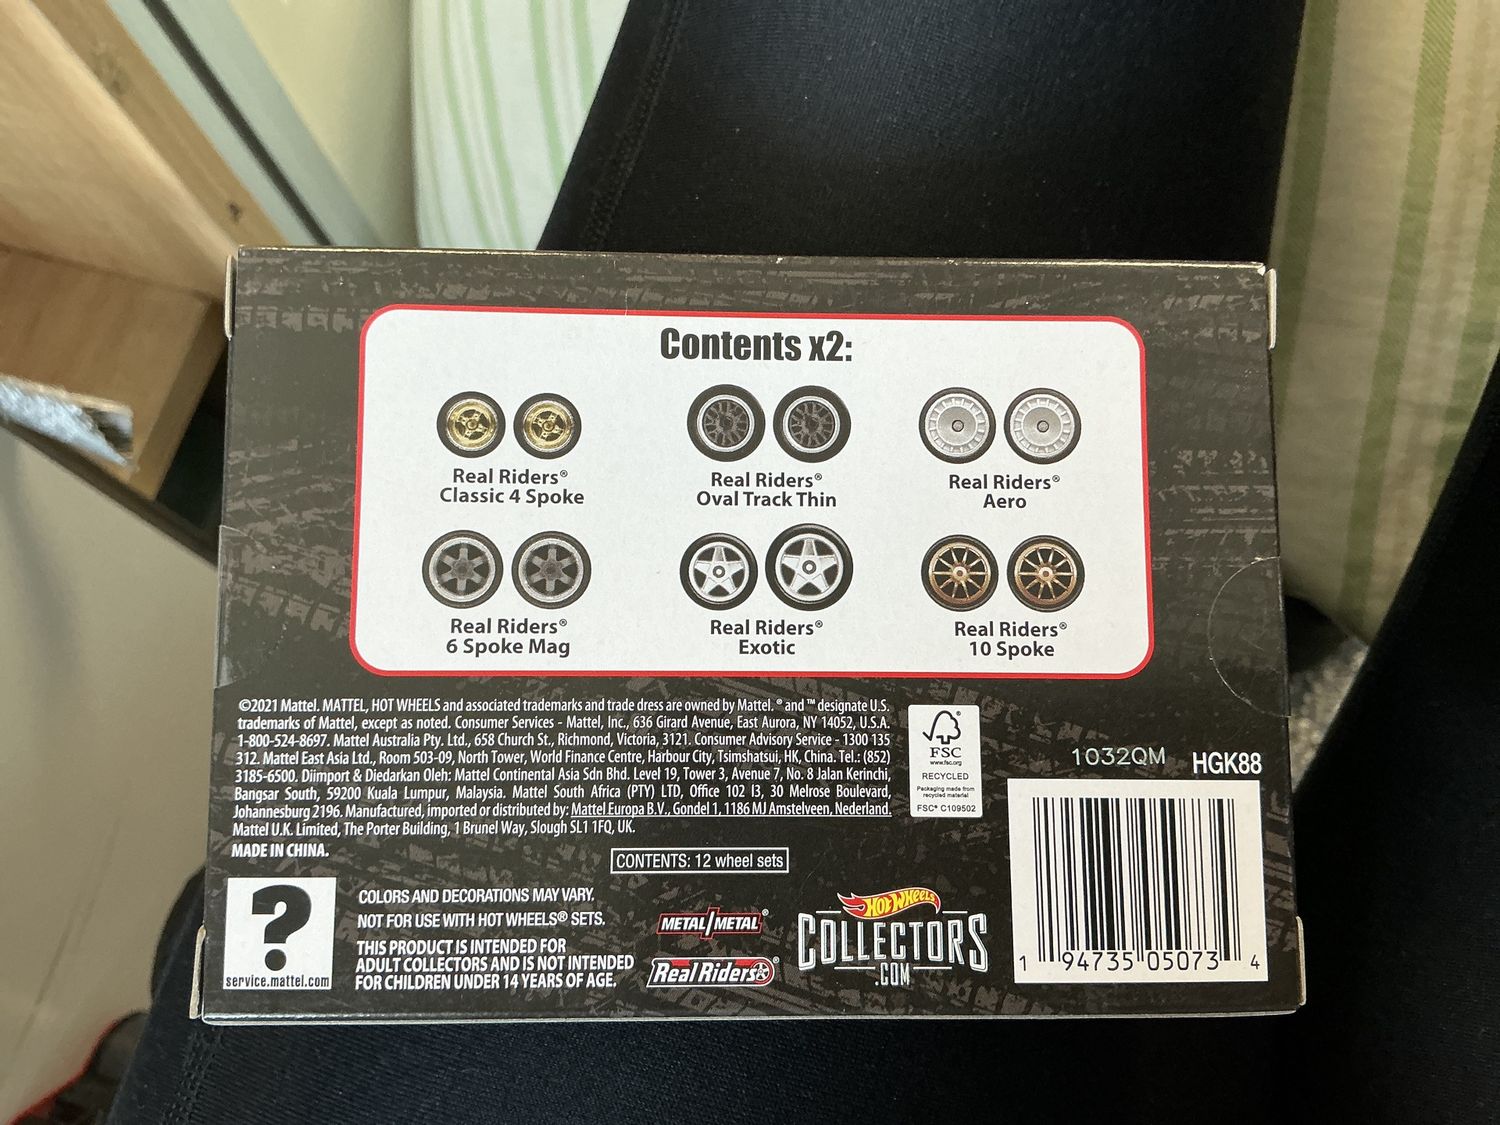 Contents x2:
Real Riders®
Classic 4 Spoke
Real Riders®
Oval Track Thin
Real Riders®
Aero
Real Riders®
6 Spoke Mag
Real Riders®
Exotic
Real Riders®
10 Spoke
©2021 Mattel. MATTEL, HOT WHEELS and associated trademarks and trade dress are owned by Mattel. ® and ™ designate U.S.
trademarks of Mattel, except as noted. Consumer Services - Mattel, Inc., 636 Girard Avenue, East Aurora, NY 14052, U.S.A.
1-800-524-8697. Mattel Australia Pty. Ltd., 658 Church St., Richmond, Victoria, 3121. Consumer Advisory Service - 1300 135
312. Mattel East Asia Ltd., Room 503-09, North Tower, World Finance Centre, Harbour City, Tsimshatsui, HK, China. Tel.: (852)
3185-6500. Diimport & Diedarkan Oleh: Mattel Continental Asia Sdn Bhd. Level 19, Tower 3, Avenue 7, No. 8 Jalan Kerinchi,
Bangsar South, 59200 Kuala Lumpur, Malaysia. Mattel South Africa (PTY) LTD, Office 102 I3, 30 Melrose Boulevard,
Johannesburg 2196. Manufactured, imported or distributed by: Mattel Europa B.V., Gondel 1, 1186 MJ Amstelveen, Nederland.
Mattel U.K. Limited, The Porter Building, 1 Brunel Way, Slough SL1 1FQ, UK.
MADE IN CHINA.
FSC
www.fsc.org
RECYCLED
Packaging made from
recycled material
FSC® C109502
1032QM
HGK88
CONTENTS: 12 wheel sets
?
service.mattel.com
COLORS AND DECORATIONS MAY VARY.
NOT FOR USE WITH HOT WHEELS® SETS.
THIS PRODUCT IS INTENDED FOR
ADULT COLLECTORS AND IS NOT INTENDED
FOR CHILDREN UNDER 14 YEARS OF AGE.
METAL/METAL®
Real Riders®
Hot Wheels
COLLECTORS
.COM
1 94735 05073 4